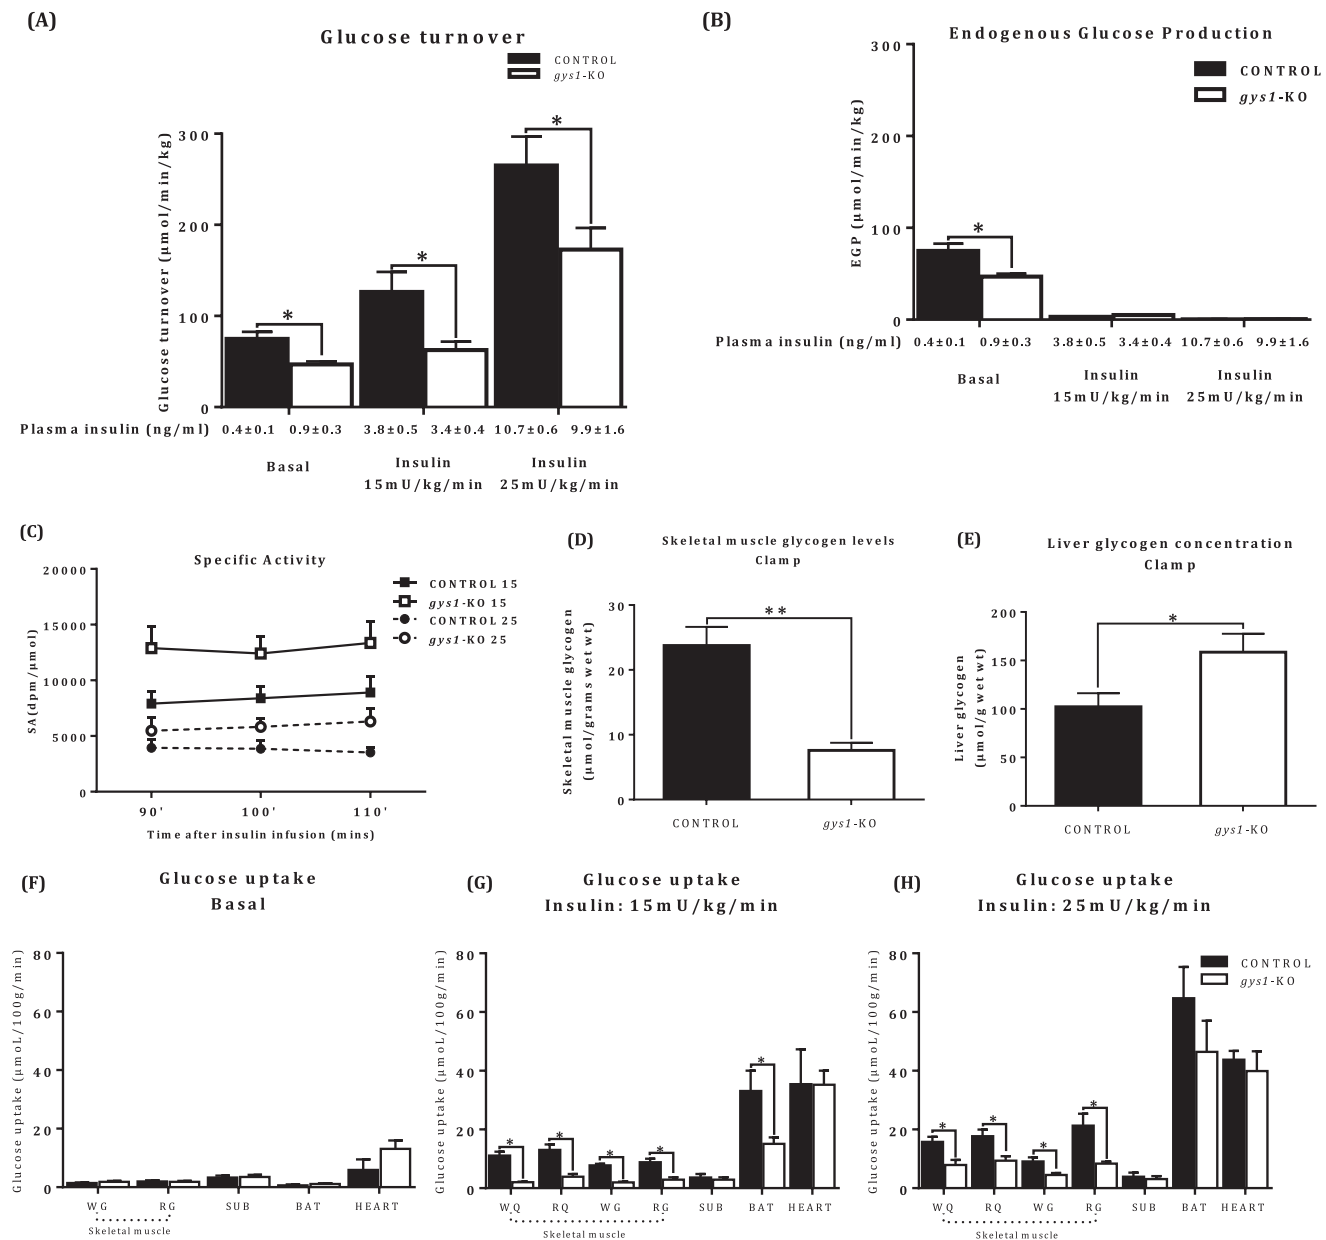 (A)
Glucose turnover
CONTROL
gys1-KO
Glucose turnover (µmol/min/kg)
300
200
100
0
*
*
*
Plasma insulin (ng/ml) 0.4±0.1 0.9±0.3 3.8±0.5 3.4±0.4 10.7±0.6 9.9±1.6
Basal
Insulin
15mU/kg/min
Insulin
25mU/kg/min
(B)
Endogenous Glucose Production
CONTROL
gys1-KO
EGP (µmol/min/kg)
300
200
100
0
*
Plasma insulin (ng/ml) 0.4±0.1 0.9±0.3 3.8±0.5 3.4±0.4 10.7±0.6 9.9±1.6
Basal
Insulin
15mU/kg/min
Insulin
25mU/kg/min
(C)
Specific Activity
SA(dpm/µmol)
20000
15000
10000
5000
0
90' 100' 110'
Time after insulin infusion (mins)
CONTROL 15
gys1-KO 15
CONTROL 25
gys1-KO 25
(D)
Skeletal muscle glycogen levels
Clamp
Skeletal muscle glycogen
(µmol/grams wet wt)
30
20
10
0
**
CONTROL gys1-KO
(E)
Liver glycogen concentration
Clamp
Liver glycogen
(µmol/g wet wt)
200
150
100
50
0
*
CONTROL gys1-KO
(F)
Glucose uptake
Basal
Glucose uptake (µmoL/100g/min)
80
60
40
20
0
WG RG SUB BAT HEART
Skeletal muscle
(G)
Glucose uptake
Insulin: 15mU/kg/min
Glucose uptake (µmoL/100g/min)
80
60
40
20
0
* * * * *
WQ RQ WG RG SUB BAT HEART
Skeletal muscle
(H)
Glucose uptake
Insulin: 25mU/kg/min
CONTROL
gys1-KO
Glucose uptake (µmoL/100g/min)
80
60
40
20
0
* * * *
WQ RQ WG RG SUB BAT HEART
Skeletal muscle